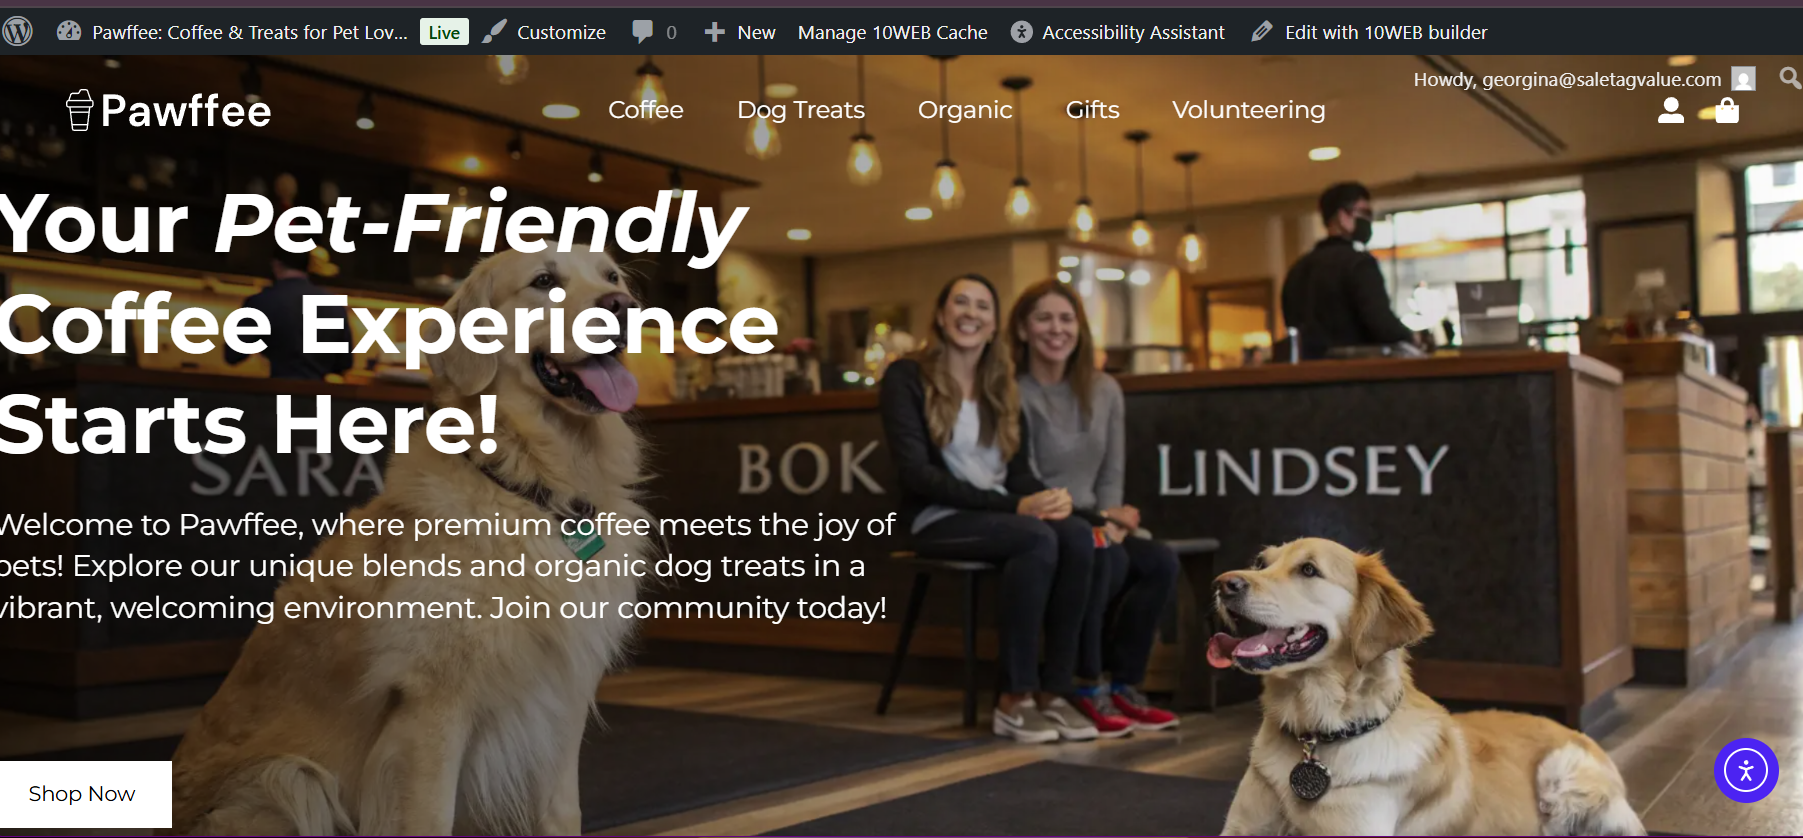 Pawffee: Coffee & Treats for Pet Lov... Live Customize 0 New Manage 10WEB Cache Accessibility Assistant Edit with 10WEB builder
Howdy, georgina@saletagvalue.com
Pawffee Coffee Dog Treats Organic Gifts Volunteering
Your Pet-Friendly
Coffee Experience
Starts Here!
SARA BOK LINDSEY
Welcome to Pawffee, where premium coffee meets the joy of
pets! Explore our unique blends and organic dog treats in a
vibrant, welcoming environment. Join our community today!
Shop Now